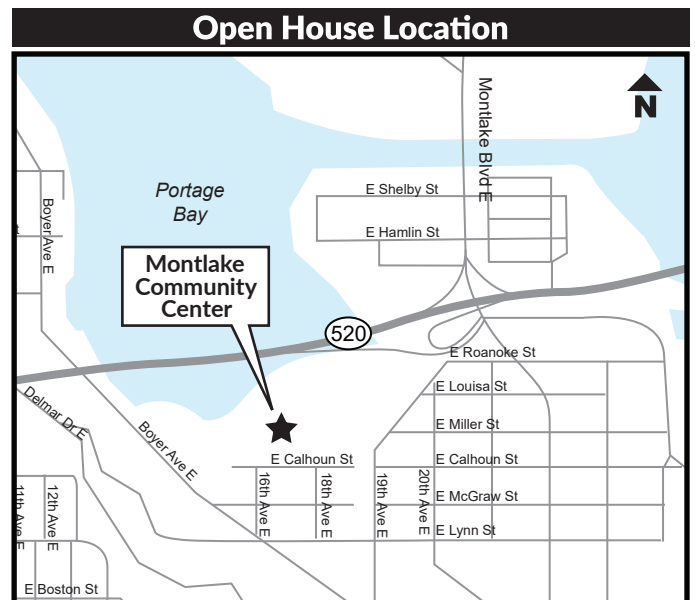 Open House Location
Montlake Blvd E
N
Portage
Bay
E Shelby St
Boyer Ave E
E Hamlin St
Montlake
Community
Center
520
E Roanoke St
E Louisa St
Delmar Dr E
Boyer Ave E
E Miller St
E Calhoun St
E Calhoun St
16th Ave E
18th Ave E
19th Ave E
20th Ave E
11th Ave E
12th Ave E
E McGraw St
E Lynn St
E Boston St